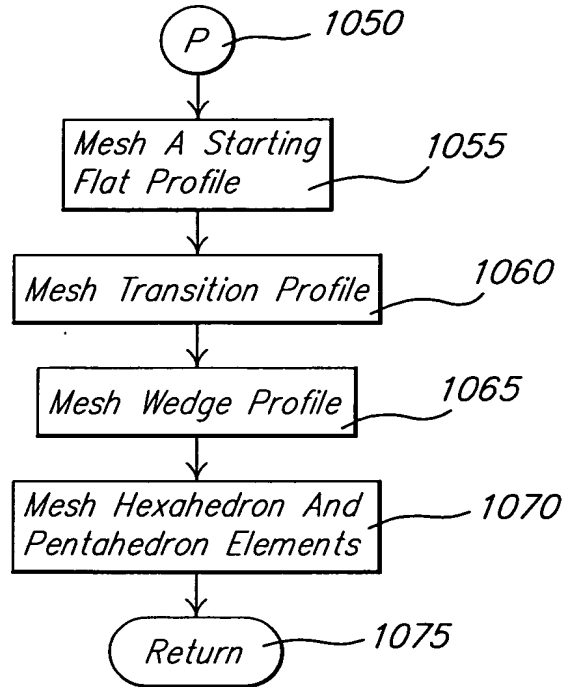 P
1050
Mesh A Starting
Flat Profile
1055
Mesh Transition Profile
1060
Mesh Wedge Profile
1065
Mesh Hexahedron And
Pentahedron Elements
1070
Return
1075